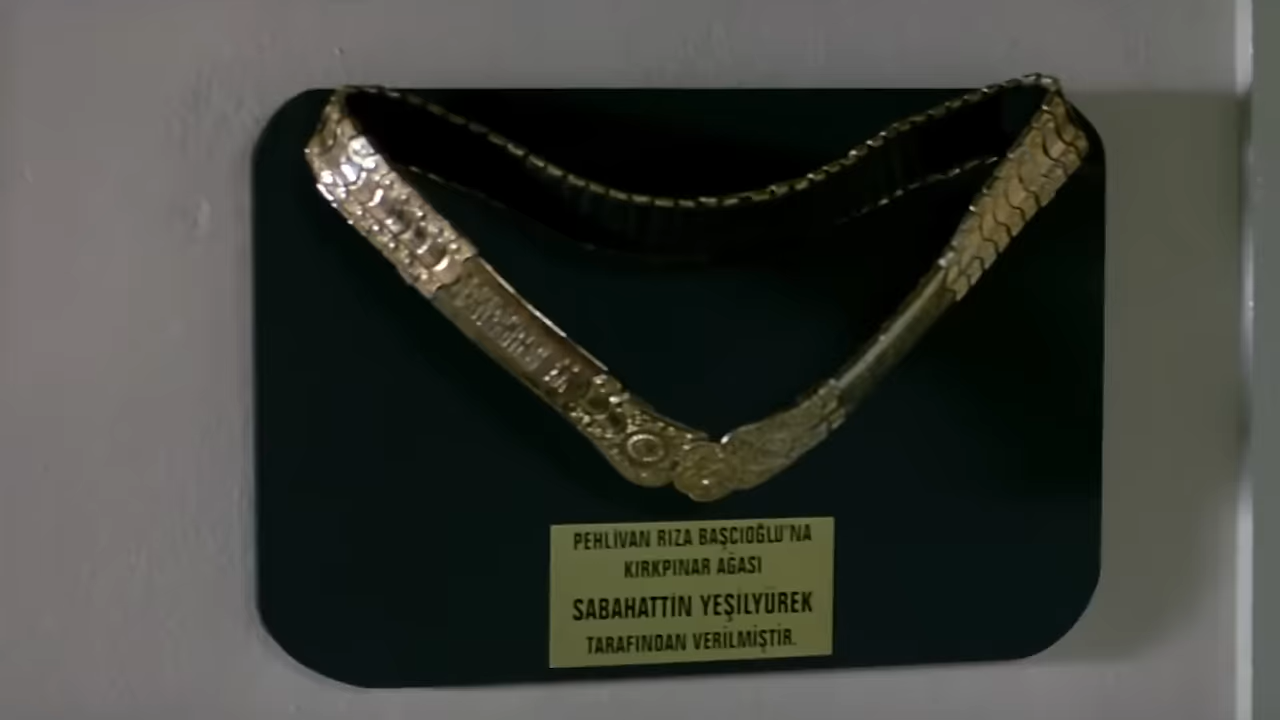 PEHLİVAN RIZA BAŞCIOĞLU'NA
KIRKPINAR AĞASI
SABAHATTİN YEŞİLYÜREK
TARAFINDAN VERİLMİŞTİR.